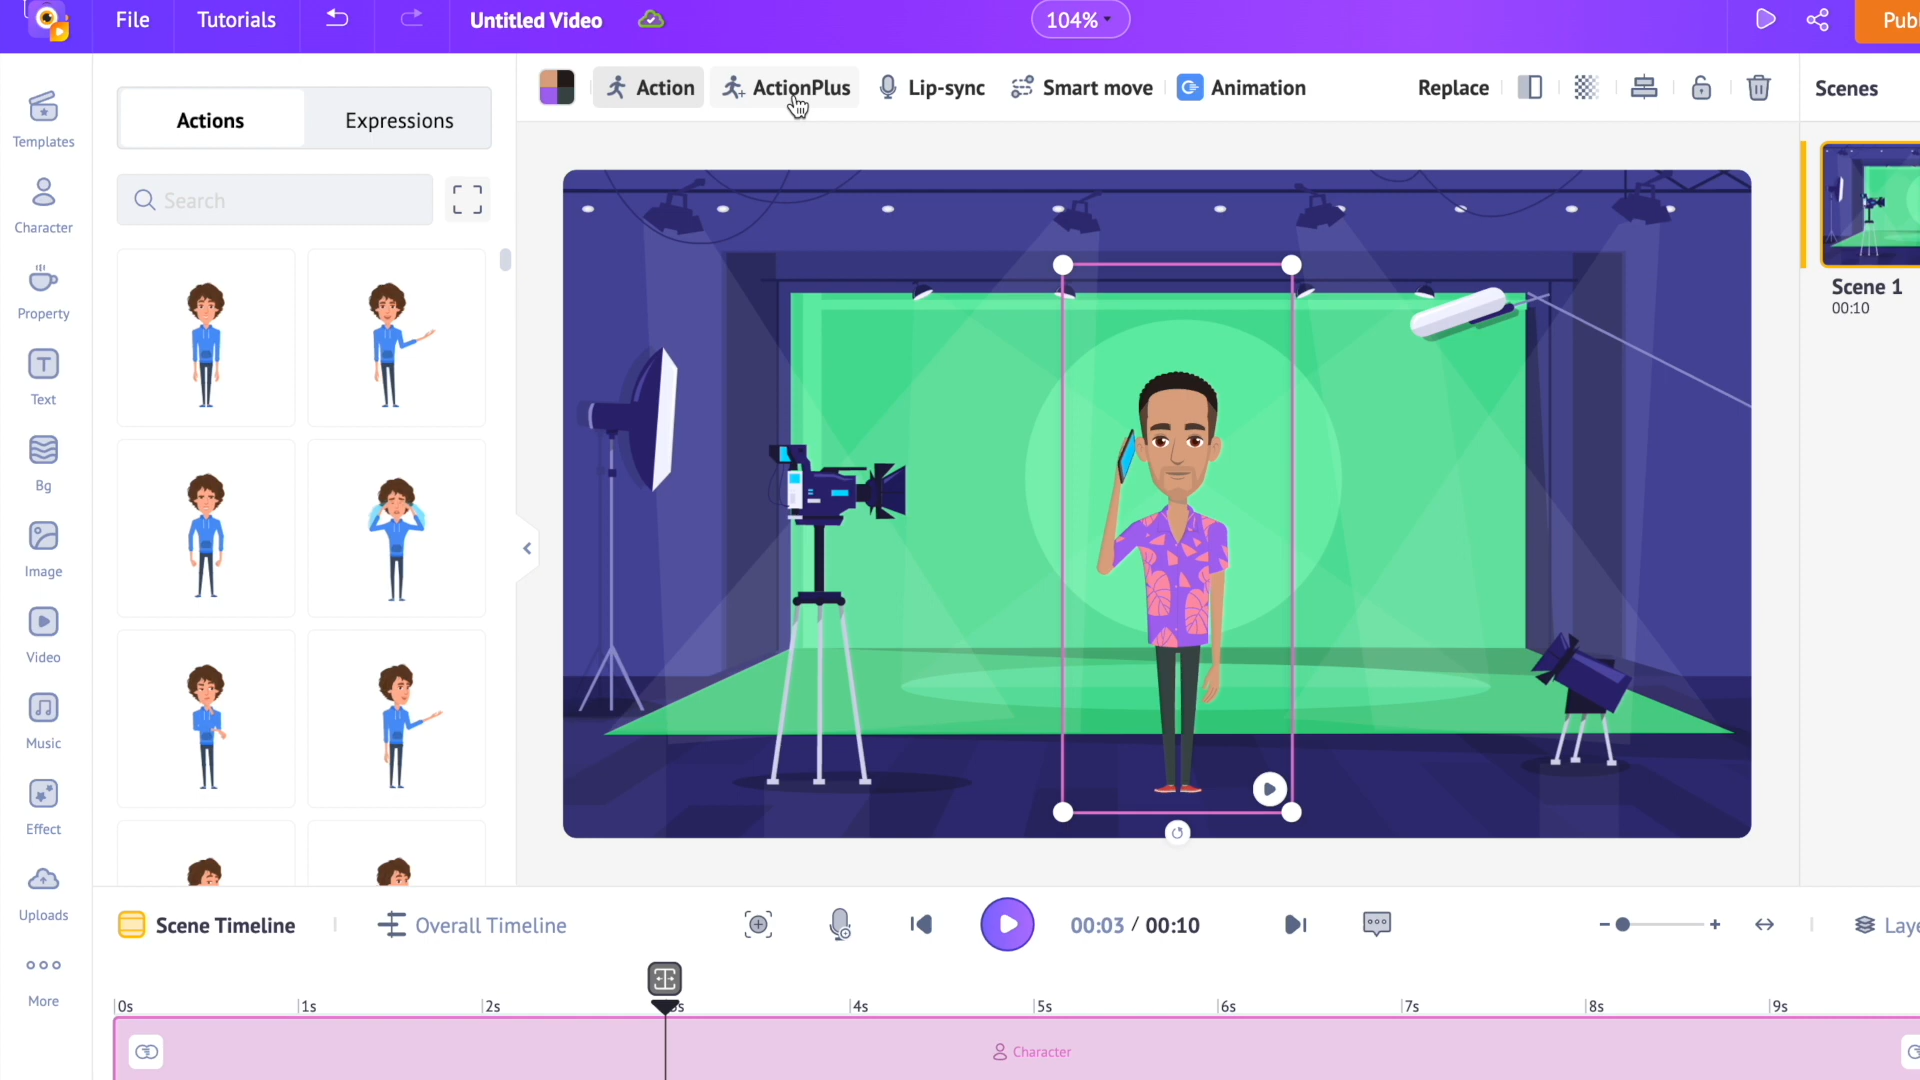 File
Tutorials
Untitled Video
104%
Templates
Character
Property
Text
Bg
Image
Video
Music
Effect
Uploads
More
Actions
Expressions
Search
Action
ActionPlus
Lip-sync
Smart move
Animation
Replace
Scenes
Scene 1
00:10
Scene Timeline
Overall Timeline
00:03 / 00:10
0s
1s
2s
4s
5s
6s
7s
8s
9s
Character